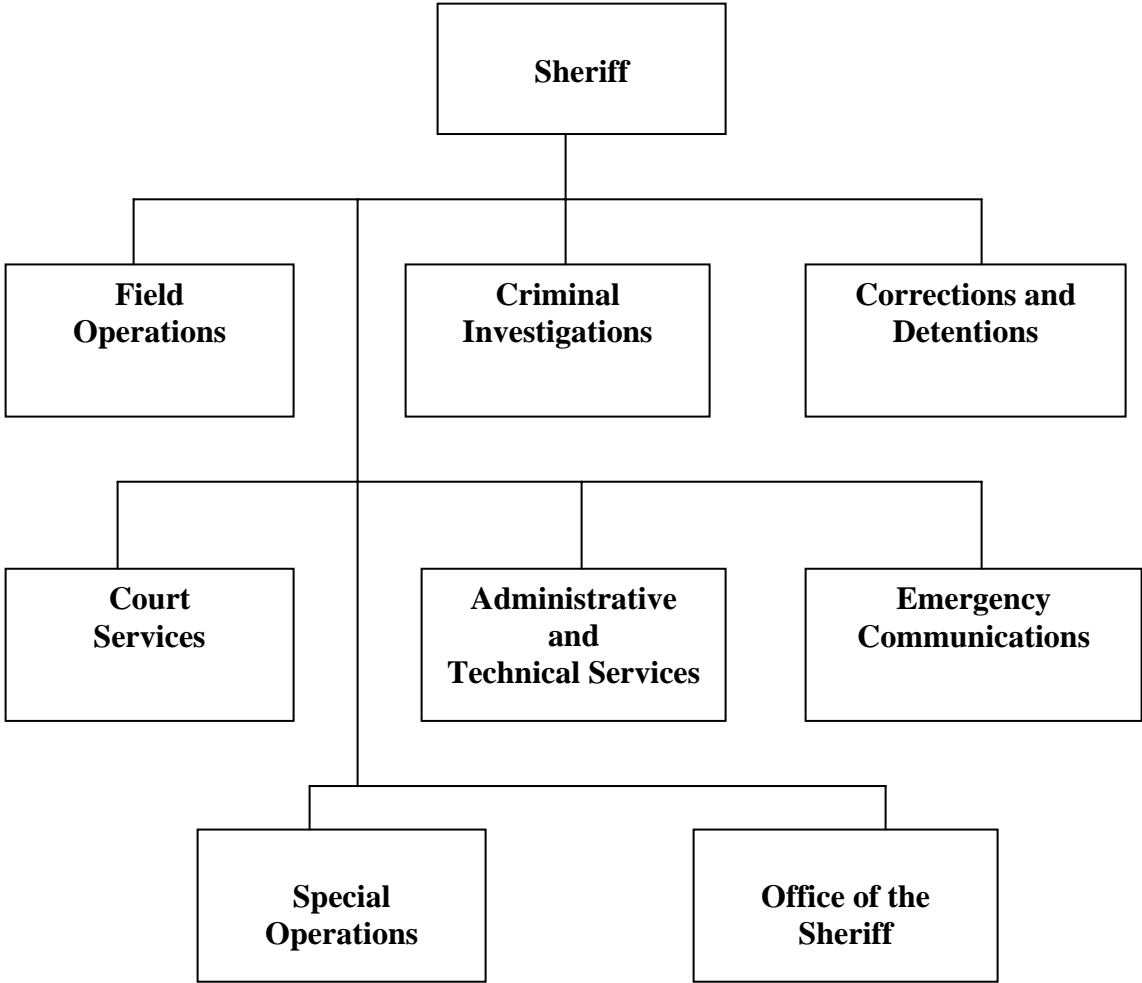 Sheriff
Field
Operations
Criminal
Investigations
Corrections and
Detentions
Court
Services
Administrative
and
Technical Services
Emergency
Communications
Special
Operations
Office of the
Sheriff